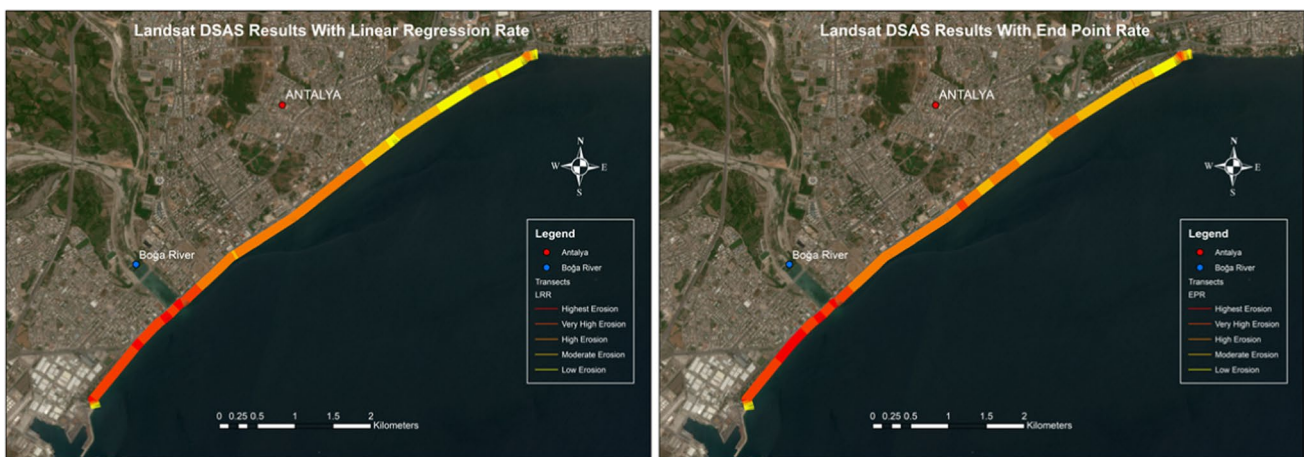 Landsat DSAS Results With Linear Regression Rate
ANTALYA
N
W E
S
Boğa River
Legend
Antalya
Boğa River
Transects
LRR
Highest Erosion
Very High Erosion
High Erosion
Moderate Erosion
Low Erosion
0 0.25 0.5 1 1.5 2
Kilometers
Landsat DSAS Results With End Point Rate
ANTALYA
N
W E
S
Boğa River
Legend
Antalya
Boğa River
Transects
EPR
Highest Erosion
Very High Erosion
High Erosion
Moderate Erosion
Low Erosion
0 0.25 0.5 1 1.5 2
Kilometers